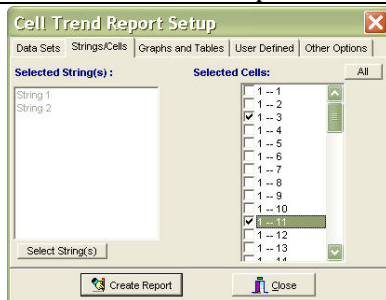 Cell Trend Report Setup
Data Sets Strings/Cells Graphs and Tables User Defined Other Options
Selected String(s) : Selected Cells: All
String 1
String 2
1 -- 1
1 -- 2
1 -- 3
1 -- 4
1 -- 5
1 -- 6
1 -- 7
1 -- 8
1 -- 9
1 -- 10
1 -- 11
1 -- 12
1 -- 13
1 -- 14
Select String(s)
Create Report Close